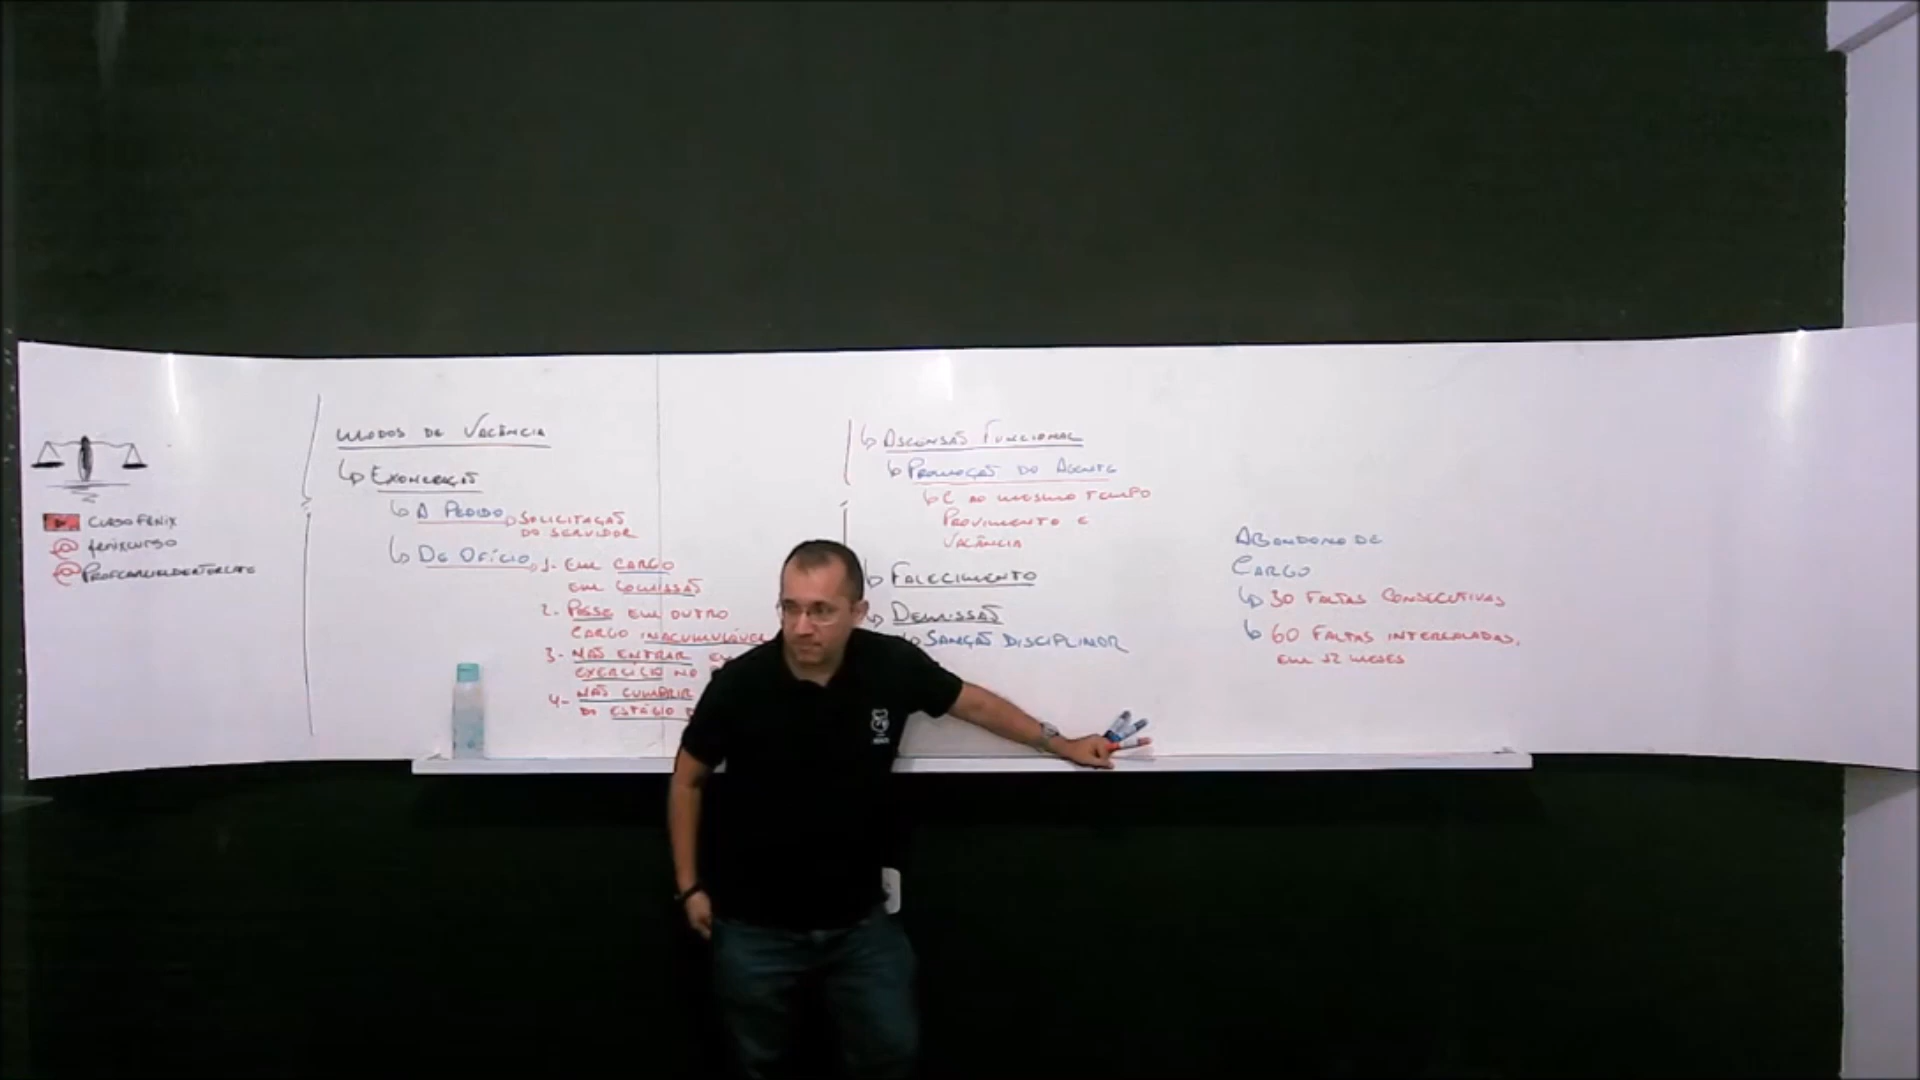 CURSO FÊNIX
@ fenixcurso
MODOS DE VACÂNCIA
↳ EXONERAÇÃO
↳ A PEDIDO → SOLICITAÇÃO
DO SERVIDOR
↳ DE OFÍCIO → 1- EM CARGO
EM COMISSÃO
2- POSSE EM OUTRO
CARGO INACUMULÁVEL
3- NÃO ENTRAR EM
EXERCÍCIO NO
4- NÃO CUMPRIR
DO ESTÁGIO
↳ ASCENSÃO FUNCIONAL
↳ PROMOÇÃO DO AGENTE
↳ É AO MESMO TEMPO
PROVIMENTO E
VACÂNCIA
↳ FALECIMENTO
↳ DEMISSÃO
↳ SANÇÃO DISCIPLINAR
ABANDONO DE
CARGO
↳ 30 FALTAS CONSECUTIVAS
↳ 60 FALTAS INTERCALADAS,
EM 12 MESES